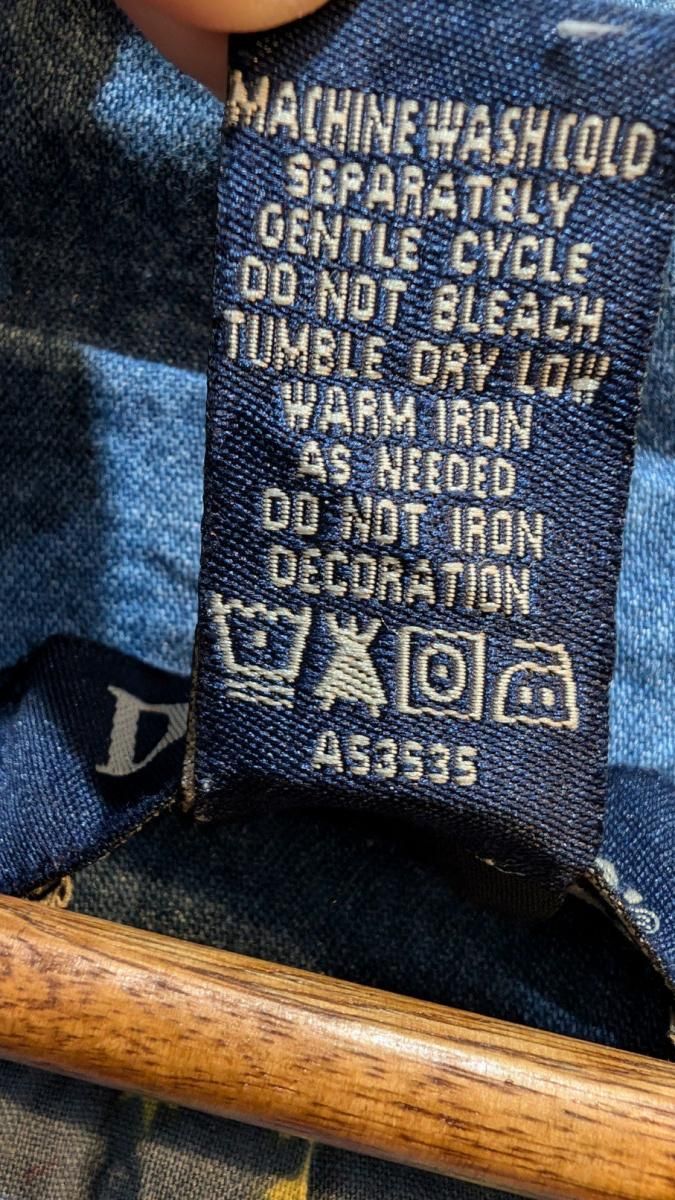 MACHINE WASH COLD
SEPARATELY
GENTLE CYCLE
DO NOT BLEACH
TUMBLE DRY LOW
WARM IRON
AS NEEDED
DO NOT IRON
DECORATION
A53535